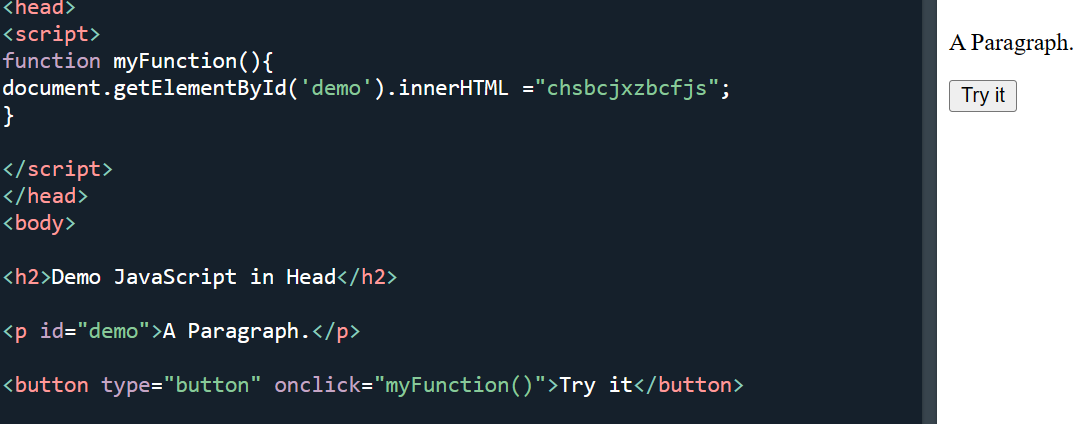 <head>
<script>
function myFunction(){
document.getElementById('demo').innerHTML ="chsbcjxzbcfjs";
}
</script>
</head>
<body>
<h2>Demo JavaScript in Head</h2>
<p id="demo">A Paragraph.</p>
<button type="button" onclick="myFunction()">Try it</button>
A Paragraph.
Try it